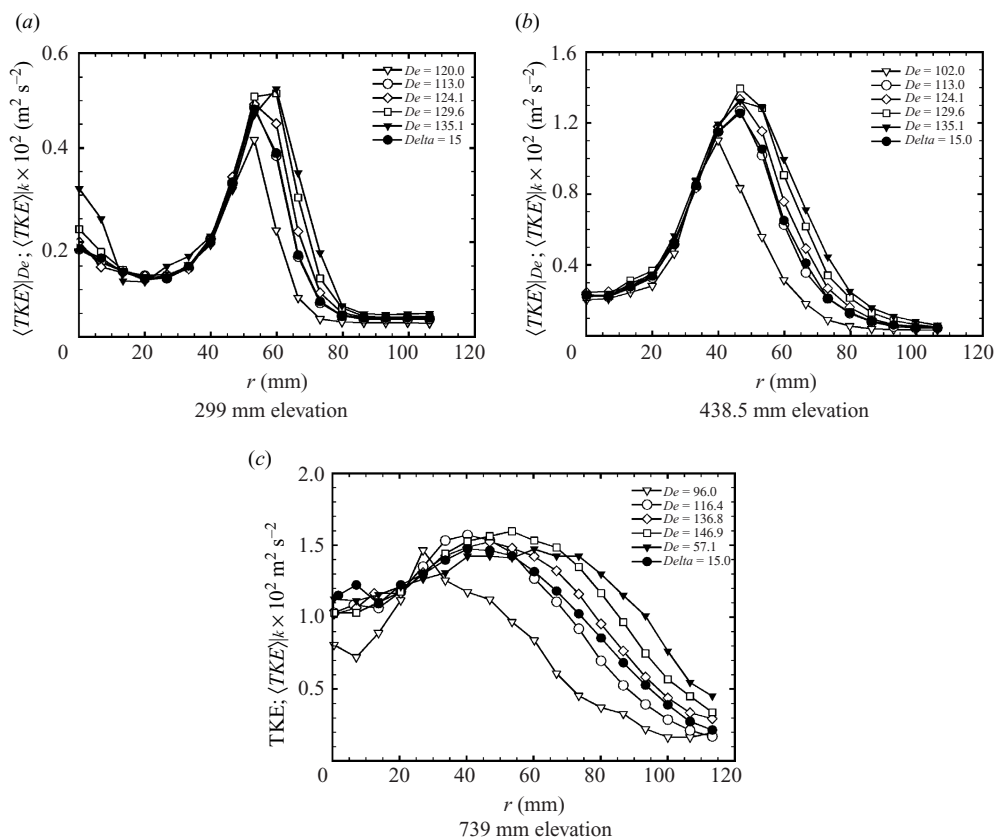 (a)
(b)
⟨TKE⟩|De; ⟨TKE⟩|k × 10² (m² s⁻²)
0.6
0.4
0.2
0 20 40 60 80 100 120
De = 120.0
De = 113.0
De = 124.1
De = 129.6
De = 135.1
Delta = 15
r (mm)
299 mm elevation
⟨TKE⟩|De; ⟨TKE⟩|k × 10² (m² s⁻²)
1.6
1.2
0.8
0.4
0 20 40 60 80 100 120
De = 102.0
De = 113.0
De = 124.1
De = 129.6
De = 135.1
Delta = 15.0
r (mm)
438.5 mm elevation
(c)
TKE; ⟨TKE⟩|k × 10² m² s⁻²
2.0
1.5
1.0
0.5
0 20 40 60 80 100 120
De = 96.0
De = 116.4
De = 136.8
De = 146.9
De = 57.1
Delta = 15.0
r (mm)
739 mm elevation